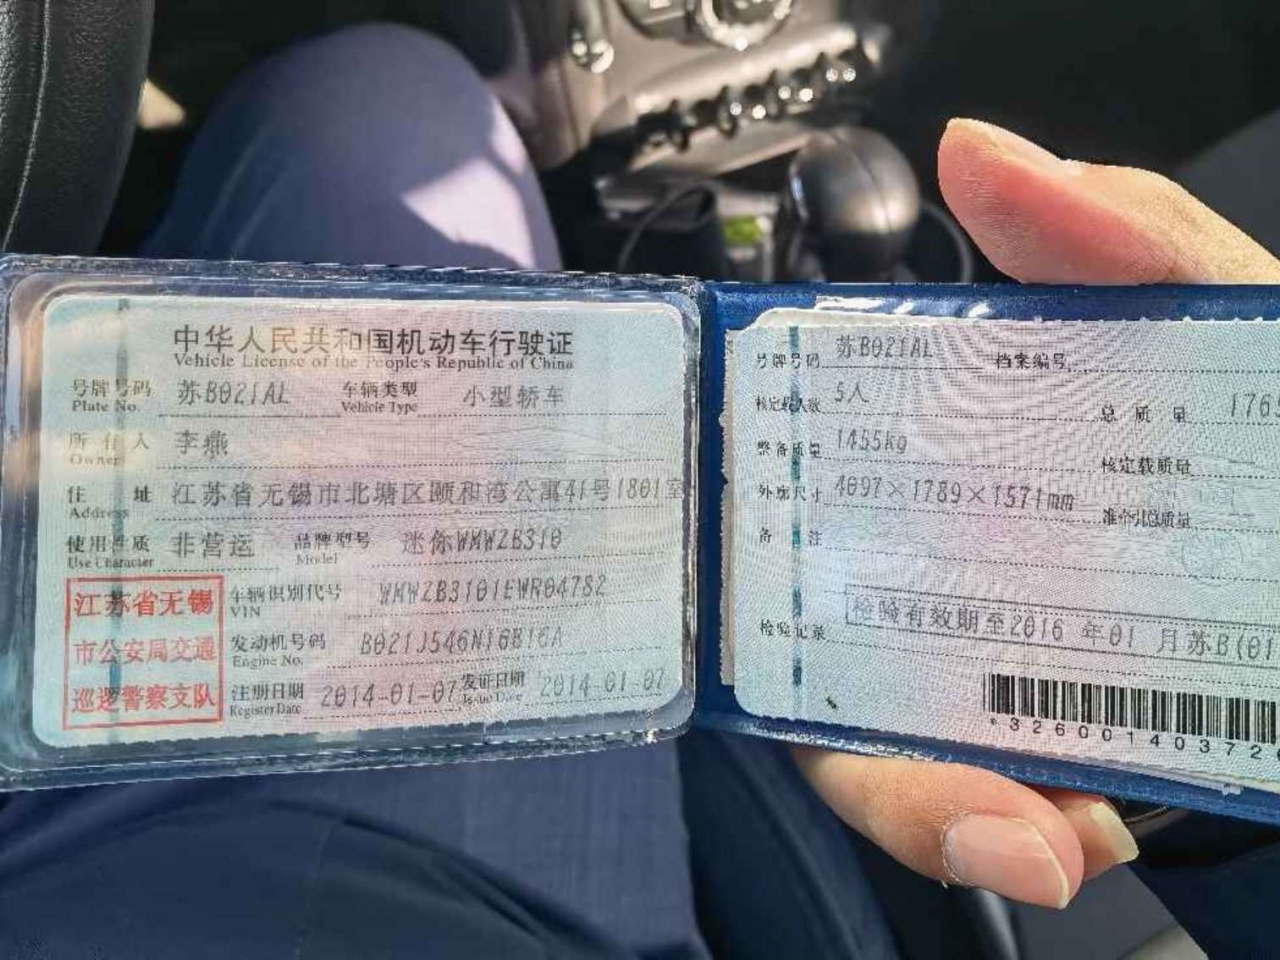 中华人民共和国机动车行驶证
Vehicle License of the People's Republic of China
号牌号码 苏B021AL 车辆类型 小型轿车
Plate No. Vehicle Type
所有人 李燕
Owner
住址 江苏省无锡市北塘区颐和湾公寓41号1801室
Address
使用性质 非营运 品牌型号 迷你WMWZB310
Use Character Model
江苏省无锡
市公安局交通
巡逻警察支队
车辆识别代号 WMWZB3101EWR04782
VIN
发动机号码 B021J546N16B16A
Engine No.
注册日期 2014-01-07 发证日期 2014-01-07
Register Date Issue Date
号牌号码 苏B021AL 档案编号
核定载人数 5人 总质量 176
整备质量 1455kg 核定载质量
外廓尺寸 4097×1789×1571mm 准牵引总质量
备注
检验记录 检验有效期至2016 年01 月苏B(01
*326001403726